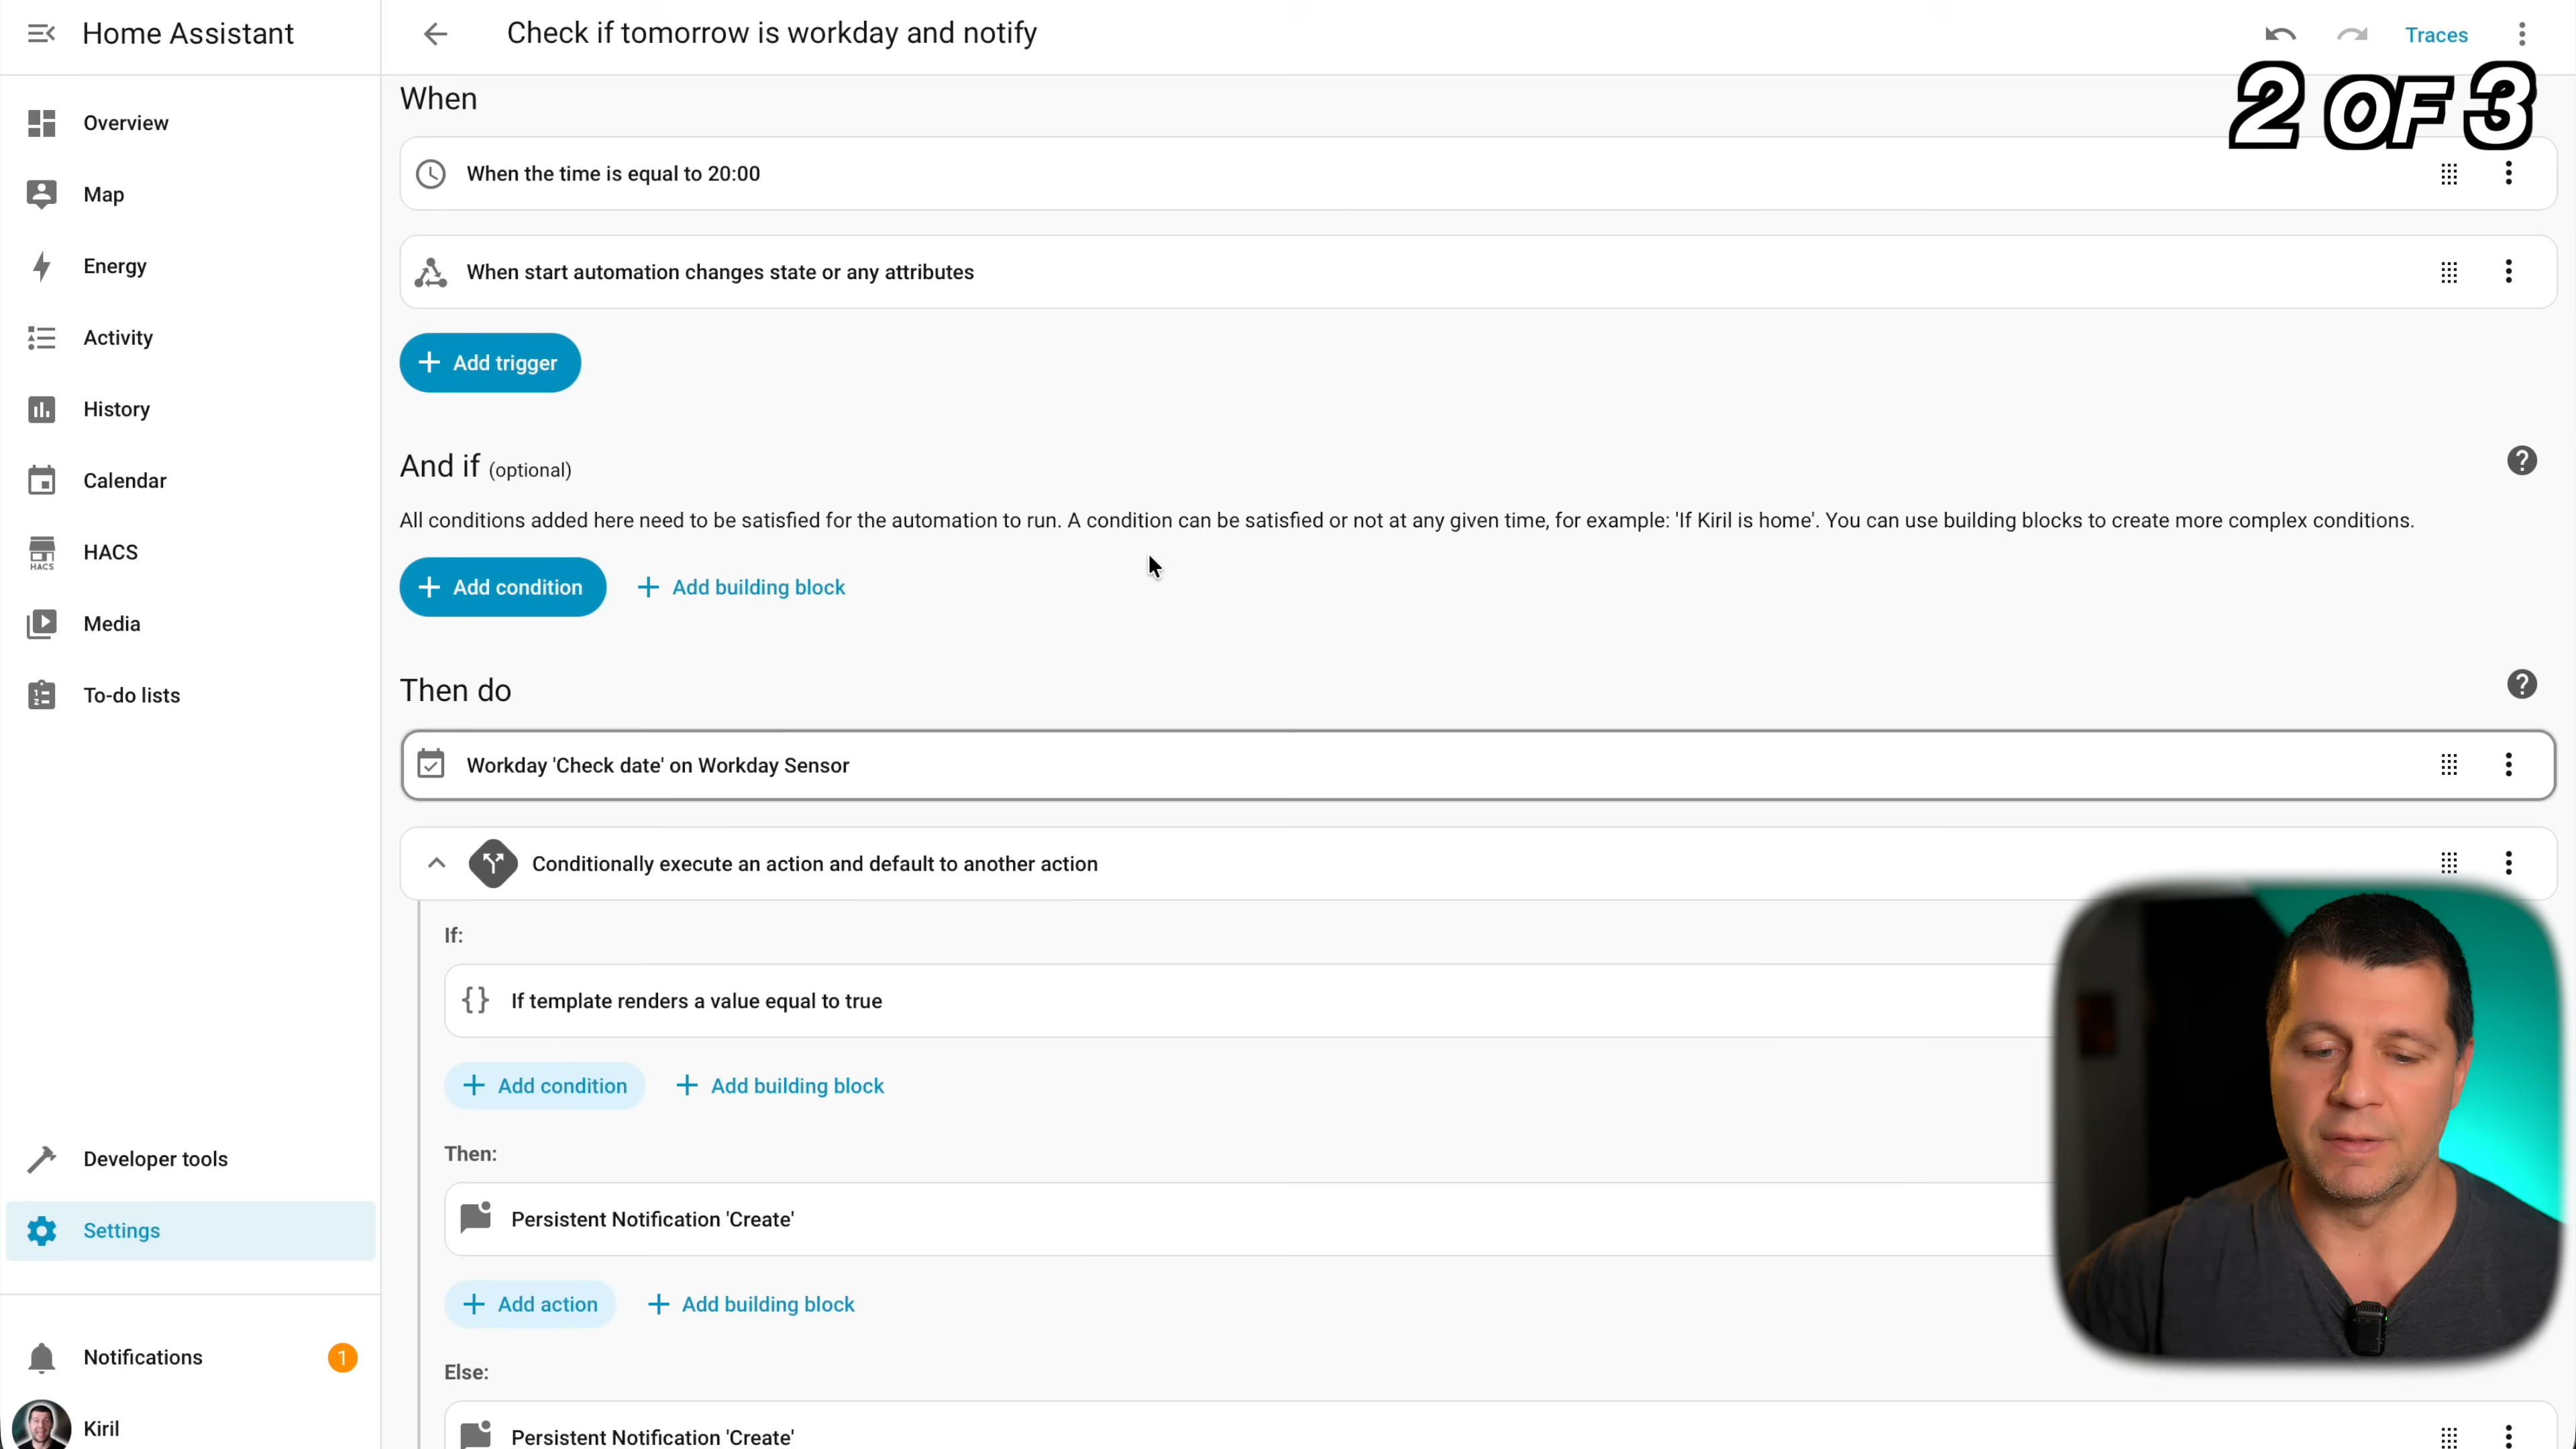 Home Assistant
Check if tomorrow is workday and notify
Traces
2 OF 3
Overview
Map
Energy
Activity
History
Calendar
HACS
HACS
Media
To-do lists
Developer tools
Settings
Notifications
1
Kiril
When
When the time is equal to 20:00
When start automation changes state or any attributes
Add trigger
And if (optional)
All conditions added here need to be satisfied for the automation to run. A condition can be satisfied or not at any given time, for example: 'If Kiril is home'. You can use building blocks to create more complex conditions.
Add condition
Add building block
Then do
Workday 'Check date' on Workday Sensor
Conditionally execute an action and default to another action
If:
If template renders a value equal to true
Add condition
Add building block
Then:
Persistent Notification 'Create'
Add action
Add building block
Else:
Persistent Notification 'Create'